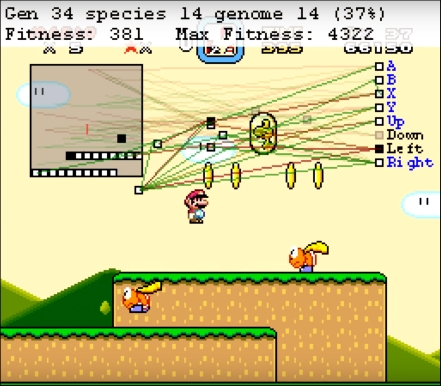 Gen 34 species 14 genome 14 (37%)
Fitness: 381 Max Fitness: 4322
A
B
X
Y
Up
Down
Left
Right